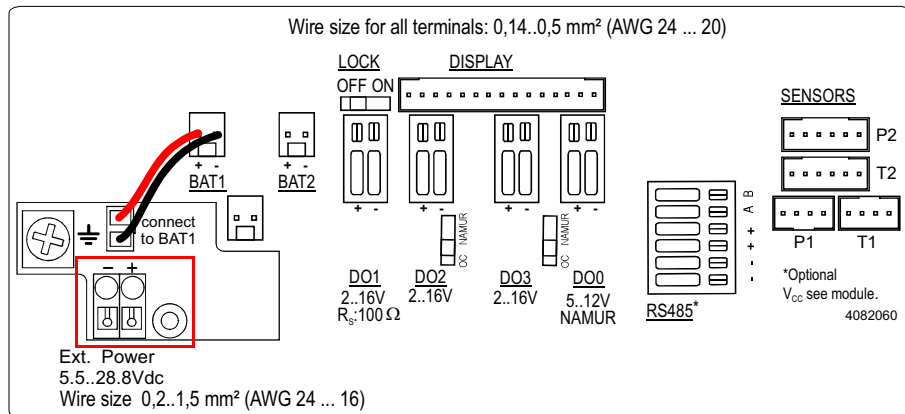 Wire size for all terminals: 0,14..0,5 mm² (AWG 24 ... 20)
LOCK
OFF ON
DISPLAY
SENSORS
P2
T2
P1
T1
+ -
BAT1
+ -
BAT2
connect
to BAT1
- +
+ -
+ -
+ -
+ -
CC NAMUR
CC NAMUR
DO1
2..16V
RS:100 Ω
DO2
2..16V
DO3
2..16V
DO0
5..12V
NAMUR
B
A
+
+
-
-
RS485*
*Optional
VCC see module.
4082060
Ext. Power
5.5..28.8Vdc
Wire size 0,2..1,5 mm² (AWG 24 ... 16)